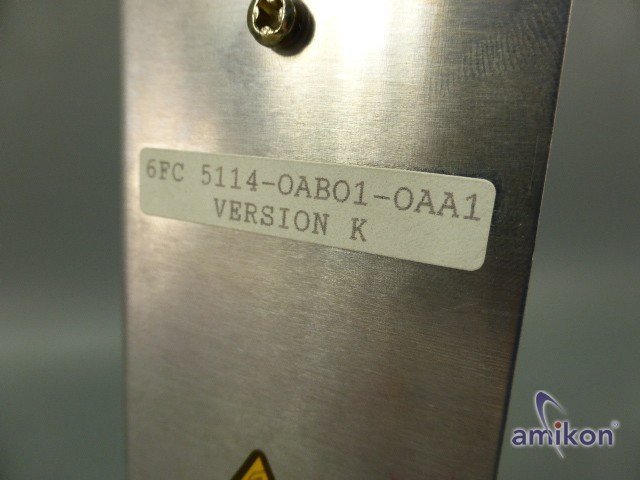 6FC 5114-0AB01-0AA1
VERSION K
amikon